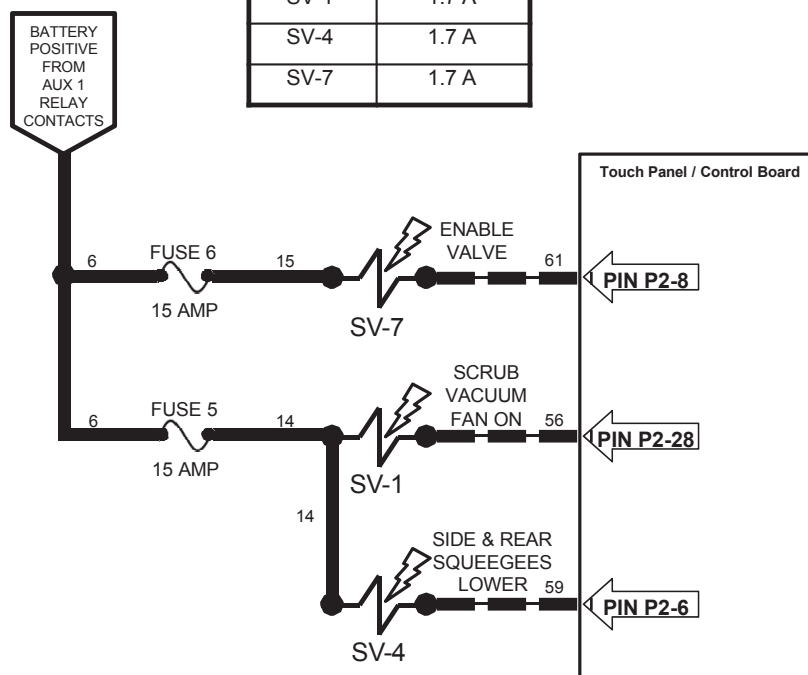 SV-4 1.7 A
SV-7 1.7 A
BATTERY
POSITIVE
FROM
AUX 1
RELAY
CONTACTS
Touch Panel / Control Board
6
FUSE 6
15 AMP
15
SV-7
ENABLE
VALVE
61
PIN P2-8
6
FUSE 5
15 AMP
14
SV-1
SCRUB
VACUUM
FAN ON
56
PIN P2-28
14
SV-4
SIDE & REAR
SQUEEGEES
LOWER
59
PIN P2-6